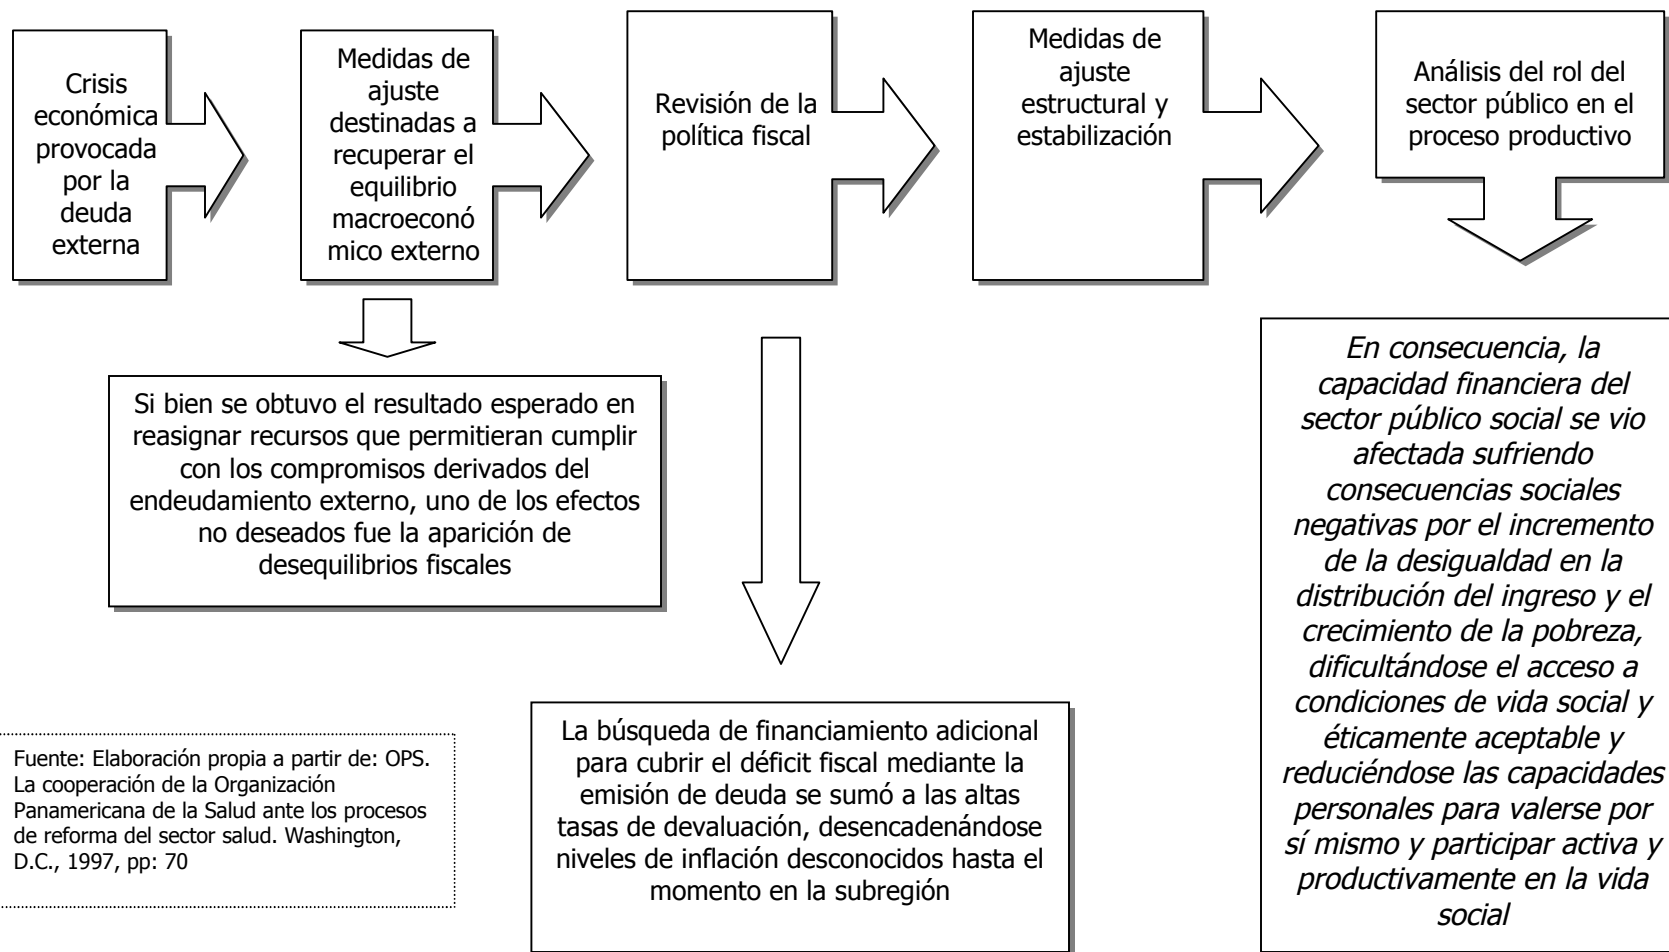 Crisis
económica
provocada
por la
deuda
externa
Medidas de
ajuste
destinadas a
recuperar el
equilibrio
macroeconó
mico externo
Revisión de la
política fiscal
Medidas de
ajuste
estructural y
estabilización
Análisis del rol del
sector público en el
proceso productivo
Si bien se obtuvo el resultado esperado en
reasignar recursos que permitieran cumplir
con los compromisos derivados del
endeudamiento externo, uno de los efectos
no deseados fue la aparición de
desequilibrios fiscales
La búsqueda de financiamiento adicional
para cubrir el déficit fiscal mediante la
emisión de deuda se sumó a las altas
tasas de devaluación, desencadenándose
niveles de inflación desconocidos hasta el
momento en la subregión
En consecuencia, la
capacidad financiera del
sector público social se vio
afectada sufriendo
consecuencias sociales
negativas por el incremento
de la desigualdad en la
distribución del ingreso y el
crecimiento de la pobreza,
dificultándose el acceso a
condiciones de vida social y
éticamente aceptable y
reduciéndose las capacidades
personales para valerse por
sí mismo y participar activa y
productivamente en la vida
social
Fuente: Elaboración propia a partir de: OPS.
La cooperación de la Organización
Panamericana de la Salud ante los procesos
de reforma del sector salud. Washington,
D.C., 1997, pp: 70